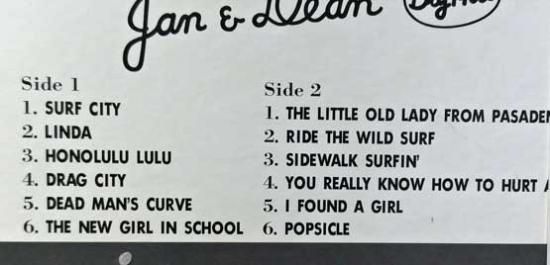 Jan & Dean
Side 1
1. SURF CITY
2. LINDA
3. HONOLULU LULU
4. DRAG CITY
5. DEAD MAN'S CURVE
6. THE NEW GIRL IN SCHOOL
Side 2
1. THE LITTLE OLD LADY FROM
2. RIDE THE WILD SURF
3. SIDEWALK SURFIN'
4. YOU REALLY KNOW HOW TO HURT
5. I FOUND A GIRL
6. POPSICLE